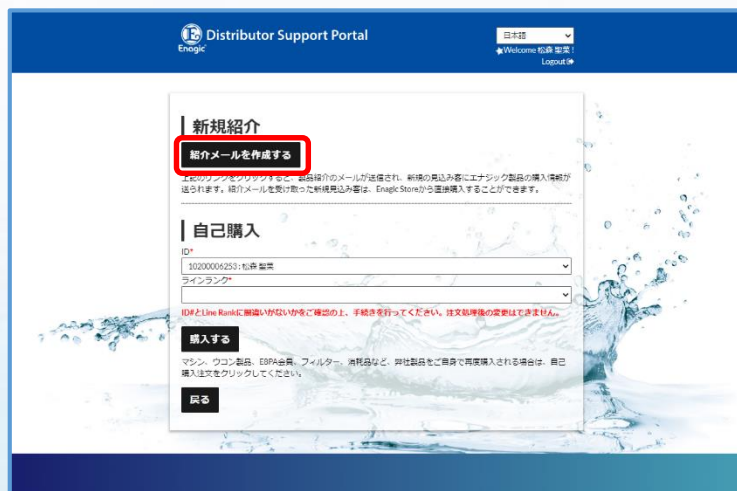 Enagic
Distributor Support Portal
日本語
Welcome 松森 聖菜 !
Logout
新規紹介
紹介メールを作成する
上記のリンクをクリックすると、製品紹介のメールが送信され、新規の見込み客にエナジック製品の購入情報が
送られます。紹介メールを受け取った新規見込み客は、Enagic Storeから直接購入することができます。
自己購入
ID*
10200006253 : 松森 聖菜
ラインランク*
ID#とLine Rankに間違いがないかをご確認の上、手続きを行ってください。注文処理後の変更はできません。
購入する
マシン、ウコン製品、E8PA会員、フィルター、消耗品など、弊社製品をご自身で再度購入される場合は、自己
購入注文をクリックしてください。
戻る